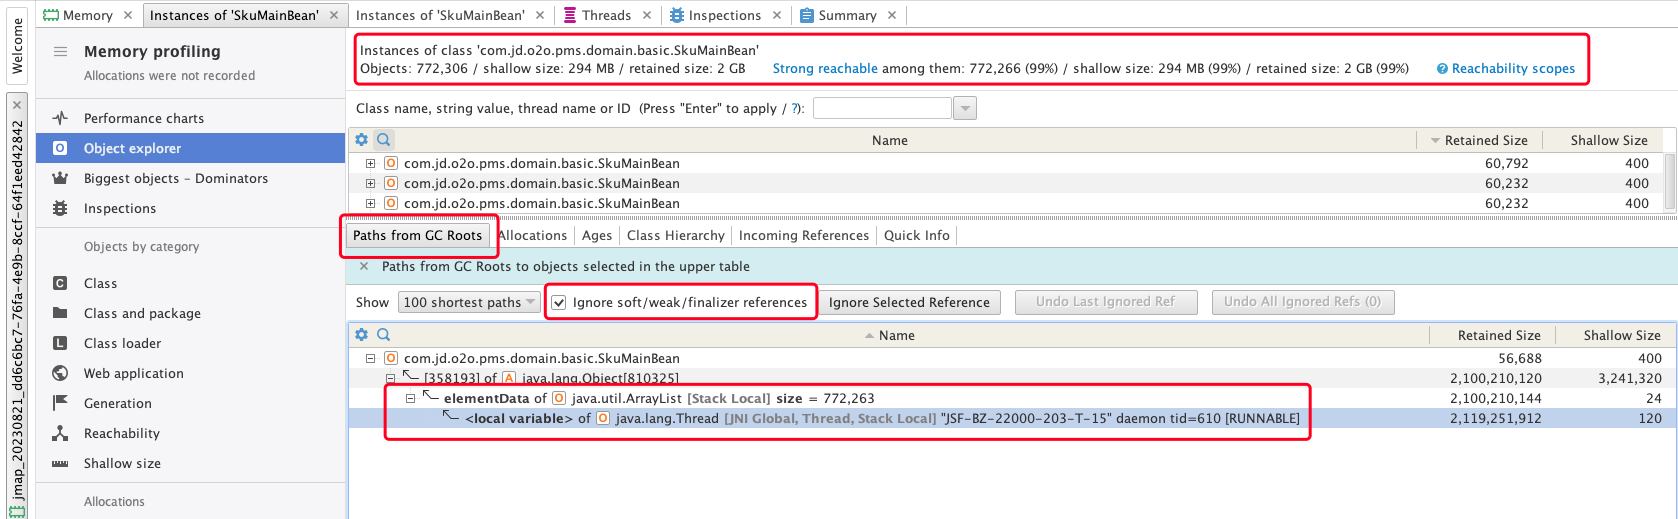 Welcome
jmap_20230821_dd6c6bc7-76fa-4e9b-8ccf-64f1eed42842
Memory
Instances of 'SkuMainBean'
Instances of 'SkuMainBean'
Threads
Inspections
Summary
Memory profiling
Allocations were not recorded
Performance charts
Object explorer
Biggest objects – Dominators
Inspections
Objects by category
Class
Class and package
Class loader
Web application
Generation
Reachability
Shallow size
Allocations
Instances of class 'com.jd.o2o.pms.domain.basic.SkuMainBean'
Objects: 772,306 / shallow size: 294 MB / retained size: 2 GB Strong reachable among them: 772,266 (99%) / shallow size: 294 MB (99%) / retained size: 2 GB (99%) Reachability scopes
Class name, string value, thread name or ID (Press "Enter" to apply / ?):
Name Retained Size Shallow Size
com.jd.o2o.pms.domain.basic.SkuMainBean 60,792 400
com.jd.o2o.pms.domain.basic.SkuMainBean 60,232 400
com.jd.o2o.pms.domain.basic.SkuMainBean 60,232 400
Paths from GC Roots Allocations Ages Class Hierarchy Incoming References Quick Info
Paths from GC Roots to objects selected in the upper table
Show 100 shortest paths Ignore soft/weak/finalizer references Ignore Selected Reference Undo Last Ignored Ref Undo All Ignored Refs (0)
Name Retained Size Shallow Size
com.jd.o2o.pms.domain.basic.SkuMainBean 56,688 400
[358193] of java.lang.Object[810325] 2,100,210,120 3,241,320
elementData of java.util.ArrayList [Stack Local] size = 772,263 2,100,210,144 24
<local variable> of java.lang.Thread [JNI Global, Thread, Stack Local] "JSF-BZ-22000-203-T-15" daemon tid=610 [RUNNABLE] 2,119,251,912 120